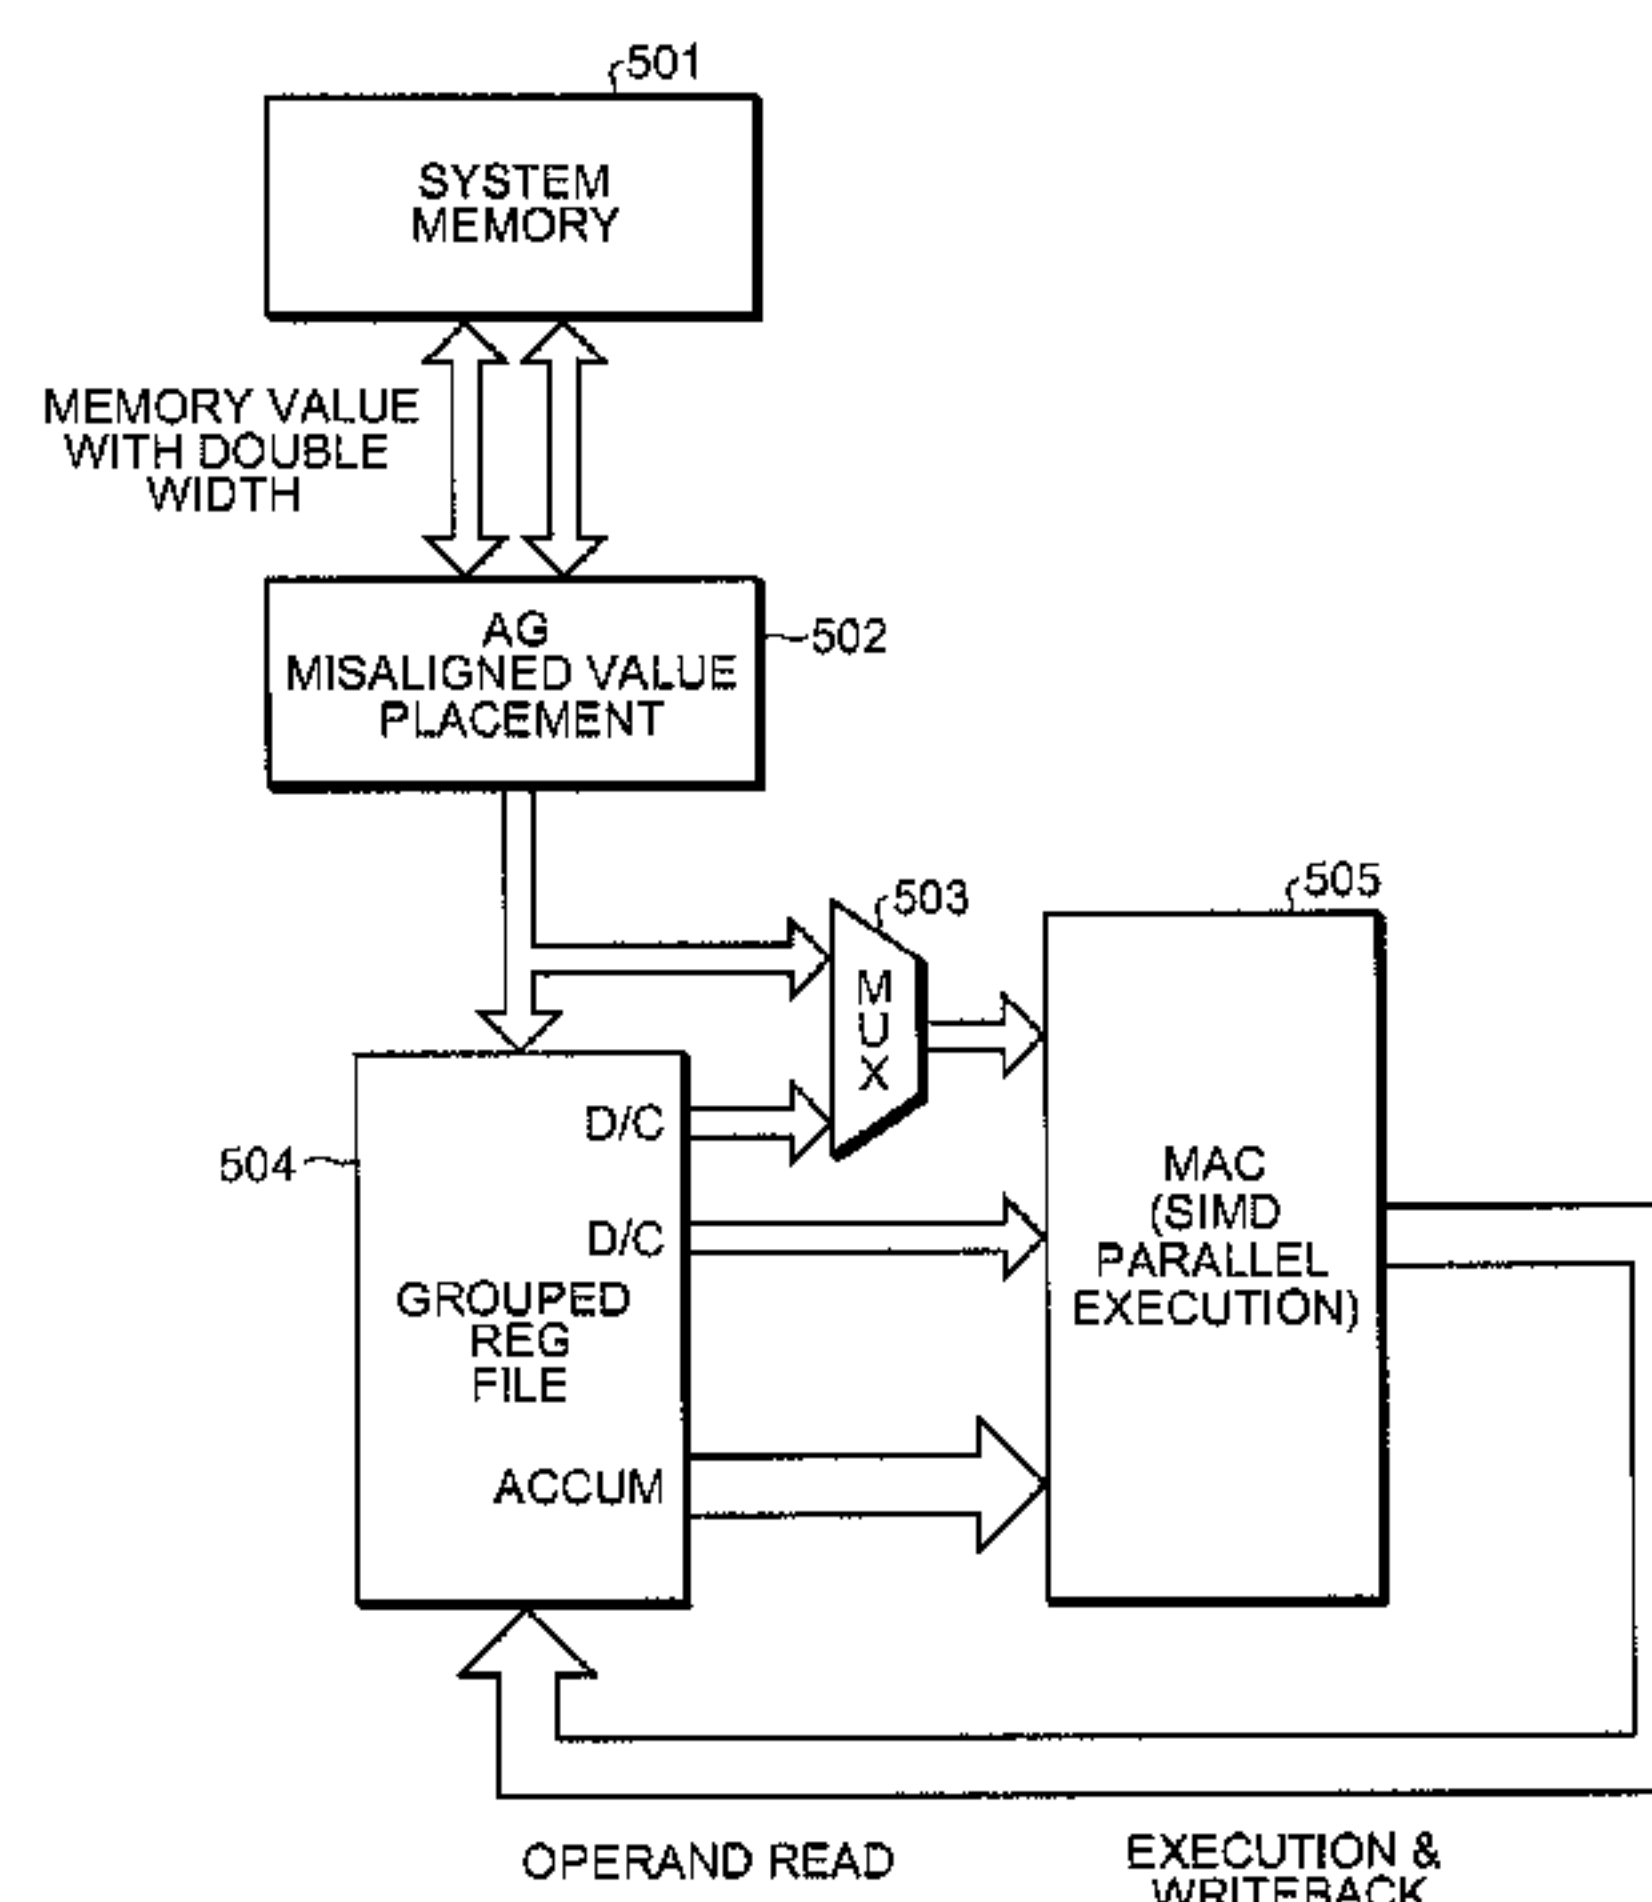 501
SYSTEM
MEMORY
MEMORY VALUE
WITH DOUBLE
WIDTH
AG
MISALIGNED VALUE
PLACEMENT
502
503
505
M
U
X
D/C
504
D/C
GROUPED
REG
FILE
ACCUM
MAC
(SIMD
PARALLEL
EXECUTION)
OPERAND READ
EXECUTION &
WRITEBACK